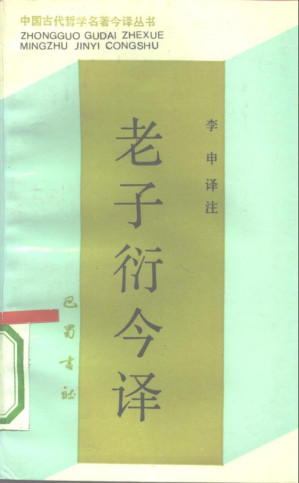 中国古代哲学名著今译丛书
ZHONGGUO GUDAI ZHEXUE
MINGZHU JINYI CONGSHU
李申译注
老子衍今译
巴蜀书社